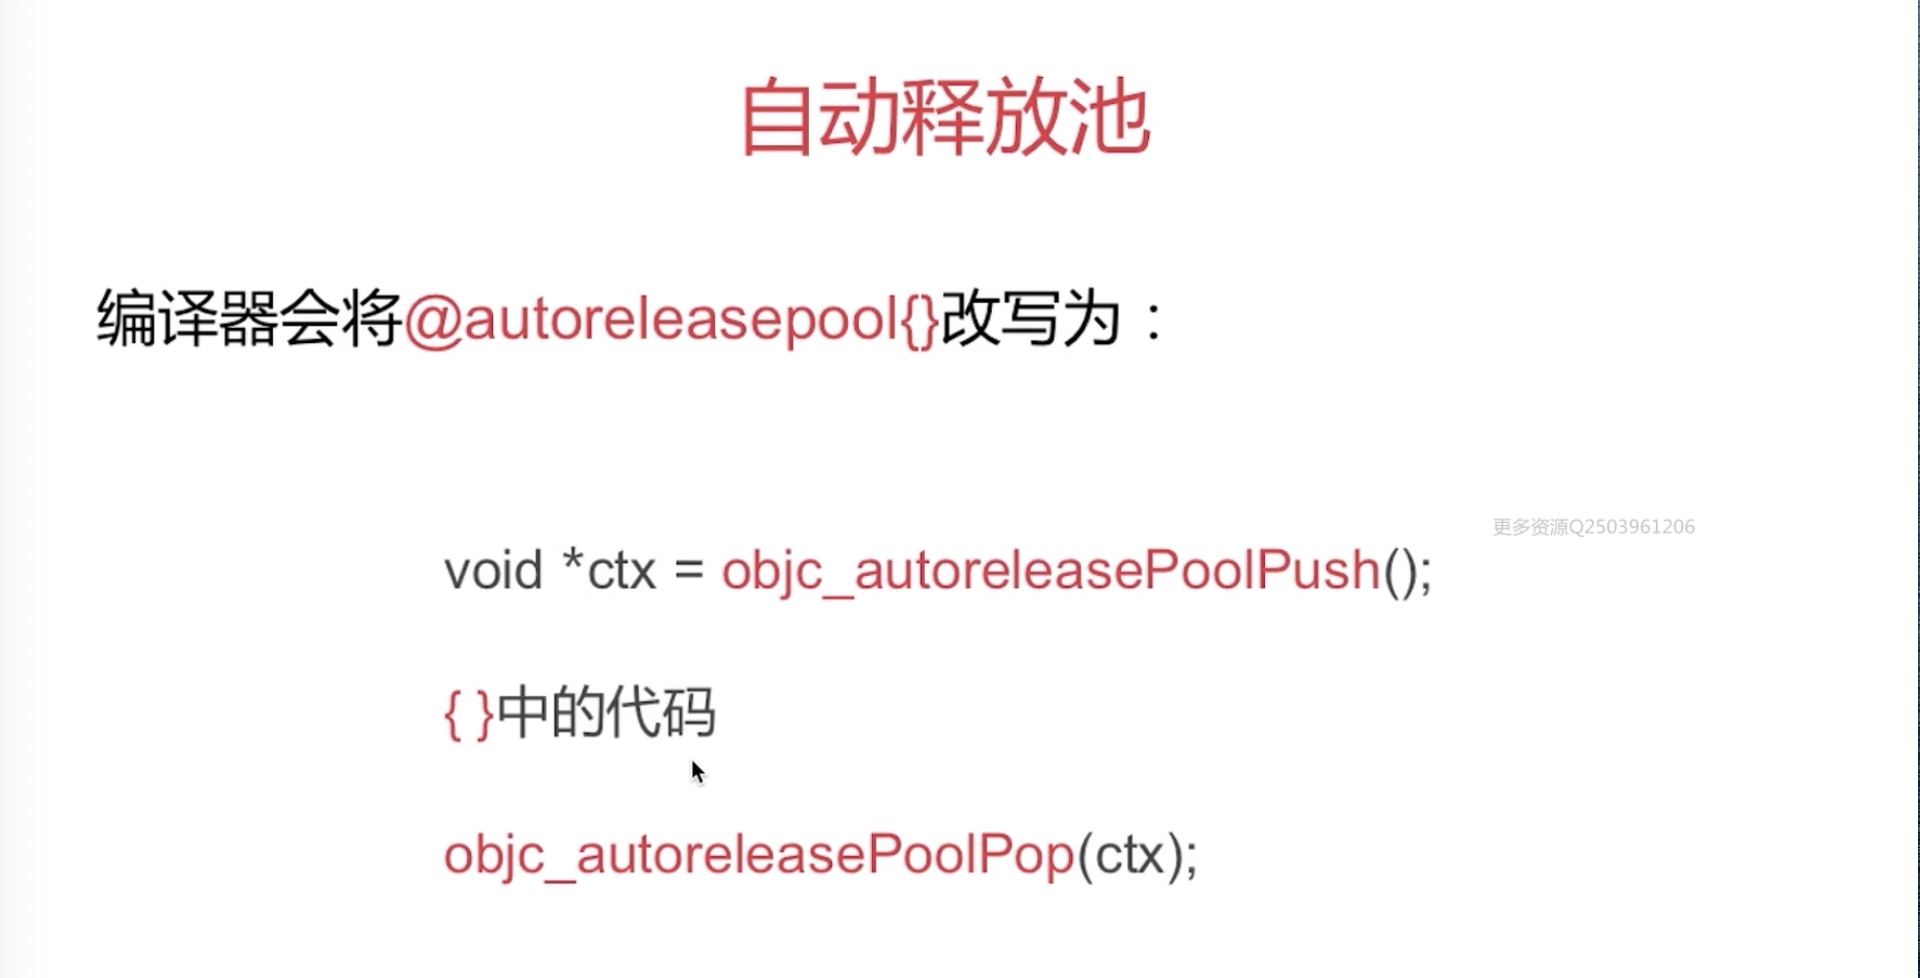 自动释放池
编译器会将@autoreleasepool{}改写为：
更多资源Q2503961206
void *ctx = objc_autoreleasePoolPush();
{ }中的代码
objc_autoreleasePoolPop(ctx);